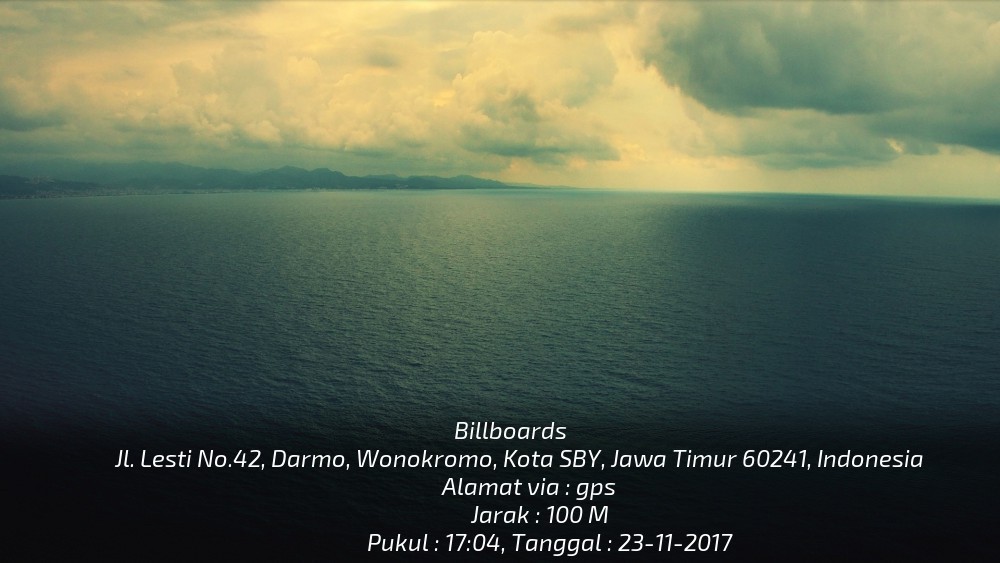 Billboards
Jl. Lesti No.42, Darmo, Wonokromo, Kota SBY, Jawa Timur 60241, Indonesia
Alamat via : gps
Jarak : 100 M
Pukul : 17:04, Tanggal : 23-11-2017